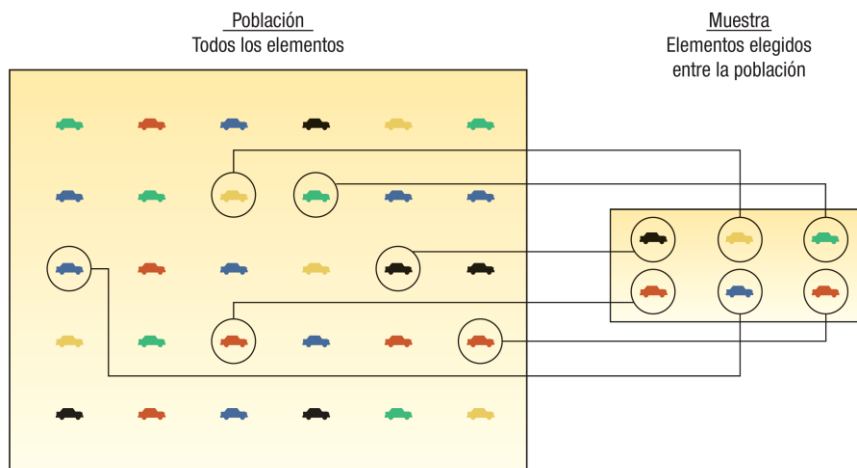 Población
Todos los elementos
Muestra
Elementos elegidos
entre la población